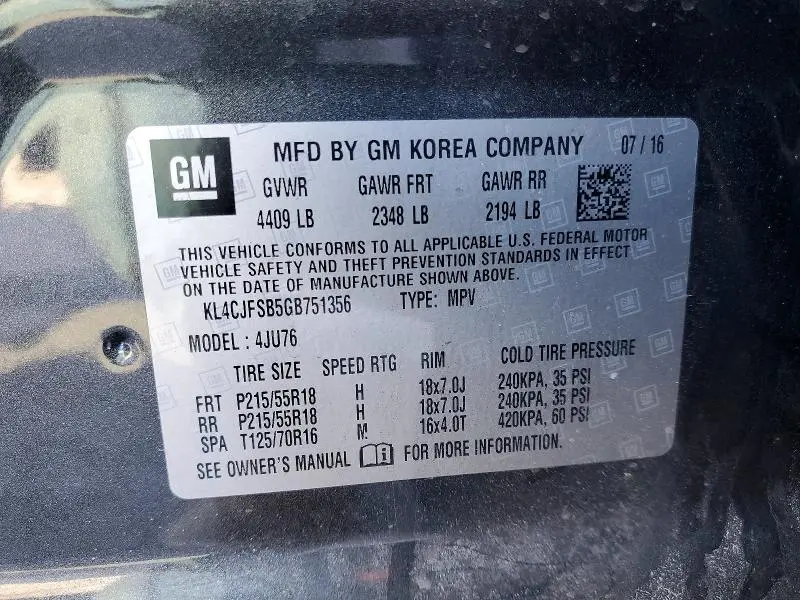 GM MFD BY GM KOREA COMPANY 07 / 16
GVWR GAWR FRT GAWR RR
4409 LB 2348 LB 2194 LB
THIS VEHICLE CONFORMS TO ALL APPLICABLE U.S. FEDERAL MOTOR
VEHICLE SAFETY AND THEFT PREVENTION STANDARDS IN EFFECT
ON THE DATE OF MANUFACTURE SHOWN ABOVE.
KL4CJFSB5GB751356 TYPE: MPV
MODEL : 4JU76
TIRE SIZE SPEED RTG RIM COLD TIRE PRESSURE
FRT P215/55R18 H 18x7.0J 240KPA, 35 PSI
RR P215/55R18 H 18x7.0J 240KPA, 35 PSI
SPA T125/70R16 M 16x4.0T 420KPA, 60 PSI
SEE OWNER'S MANUAL FOR MORE INFORMATION.